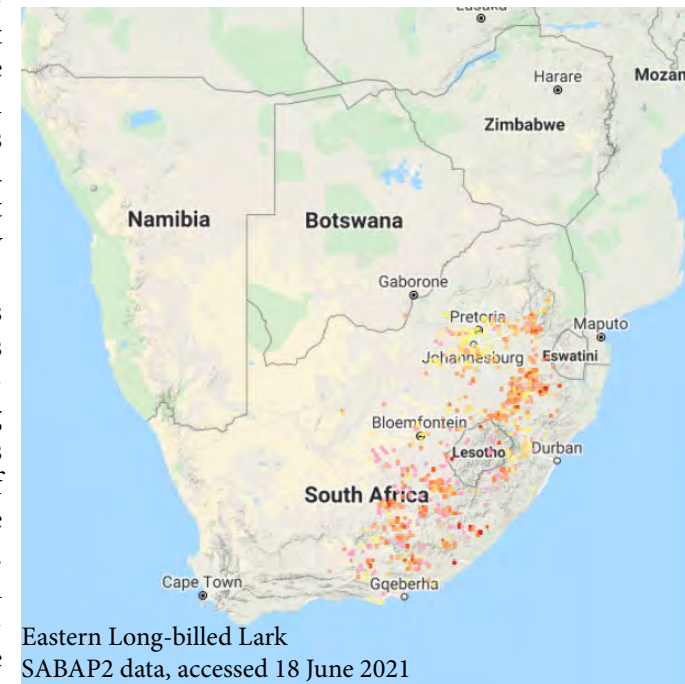 Lusaka
Harare
Mozam
Zimbabwe
Namibia
Botswana
Gaborone
Pretoria
Maputo
Johannesburg
Eswatini
Bloemfontein
Lesotho
Durban
South Africa
Cape Town
Gqeberha
Eastern Long-billed Lark
SABAP2 data, accessed 18 June 2021